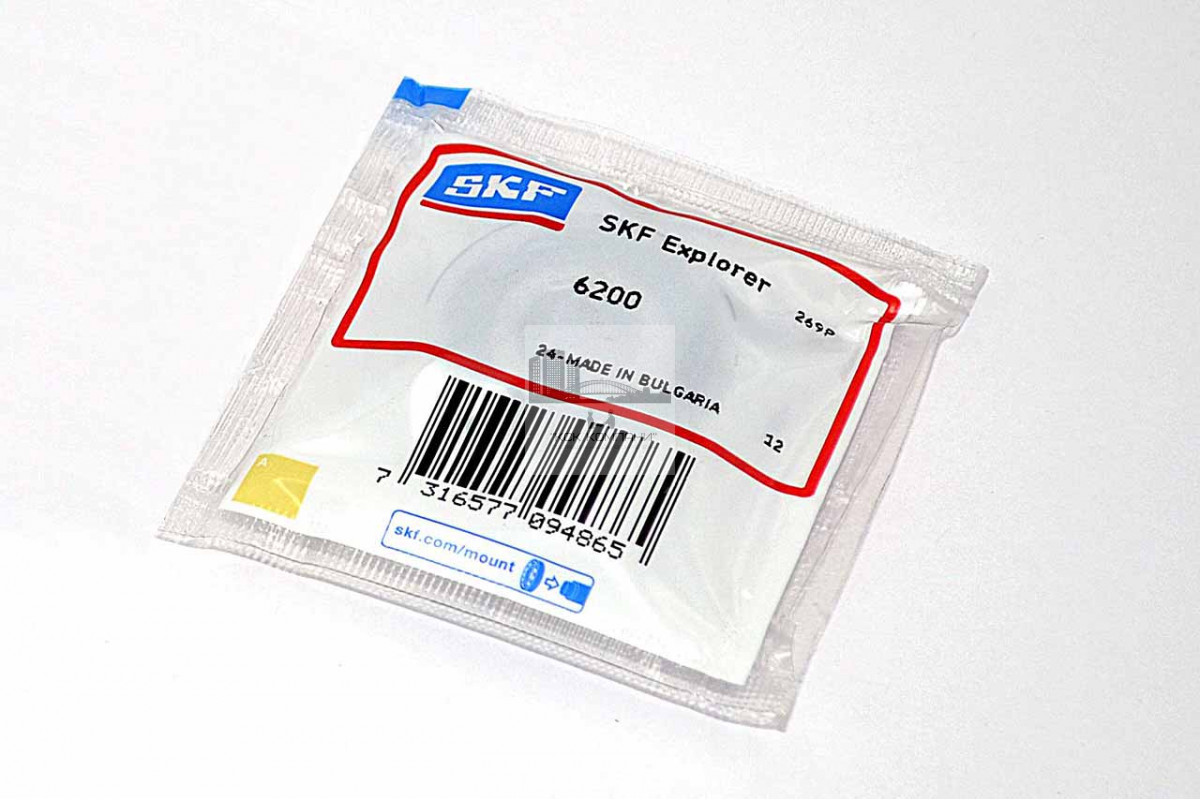 SKF
SKF Explorer
6200
269P
24-MADE IN BULGARIA
12
A
7 316577 094865
skf.com/mount